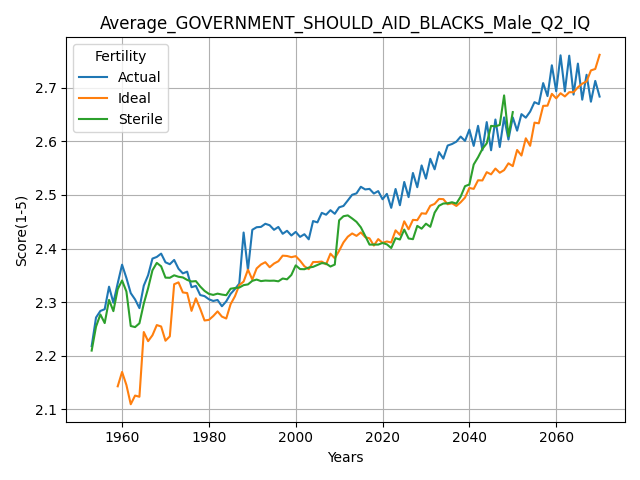 Average_GOVERNMENT_SHOULD_AID_BLACKS_Male_Q2_IQ
Fertility
Actual
Ideal
Sterile
Score(1-5)
2.7
2.6
2.5
2.4
2.3
2.2
2.1
1960 1980 2000 2020 2040 2060
Years